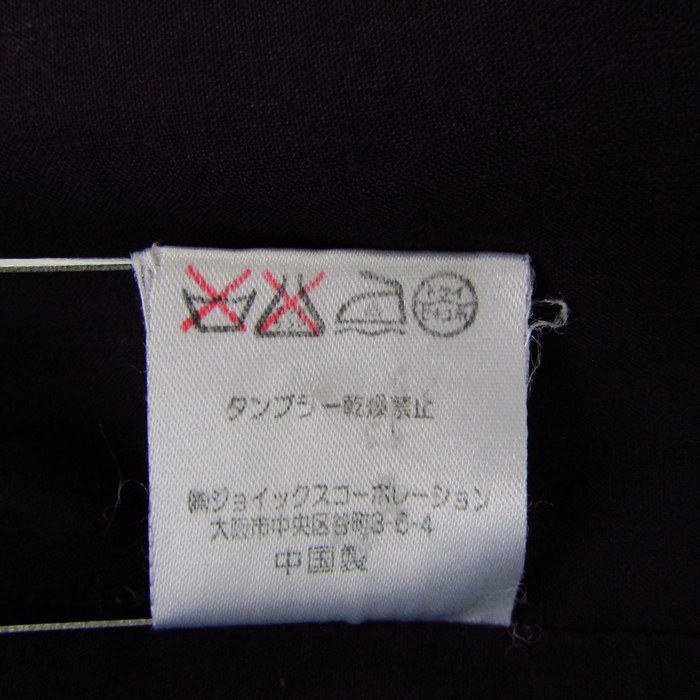 ドライ
タンブラー乾燥禁止
㈱ジョイックスコーポレーション
大阪市中央区谷町3-6-4
中国製